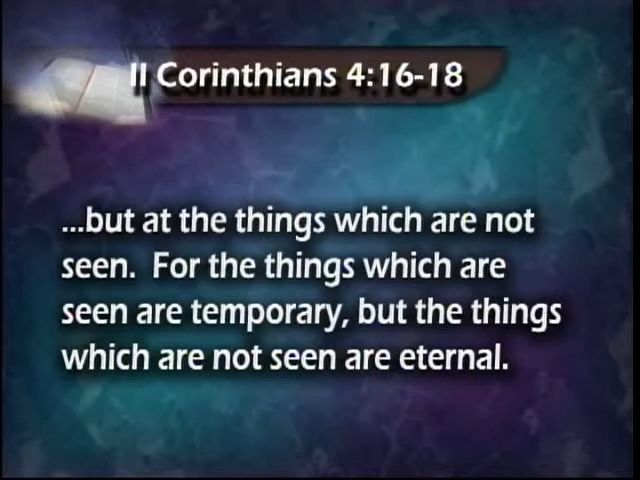 II Corinthians 4:16-18
...but at the things which are not
seen. For the things which are
seen are temporary, but the things
which are not seen are eternal.